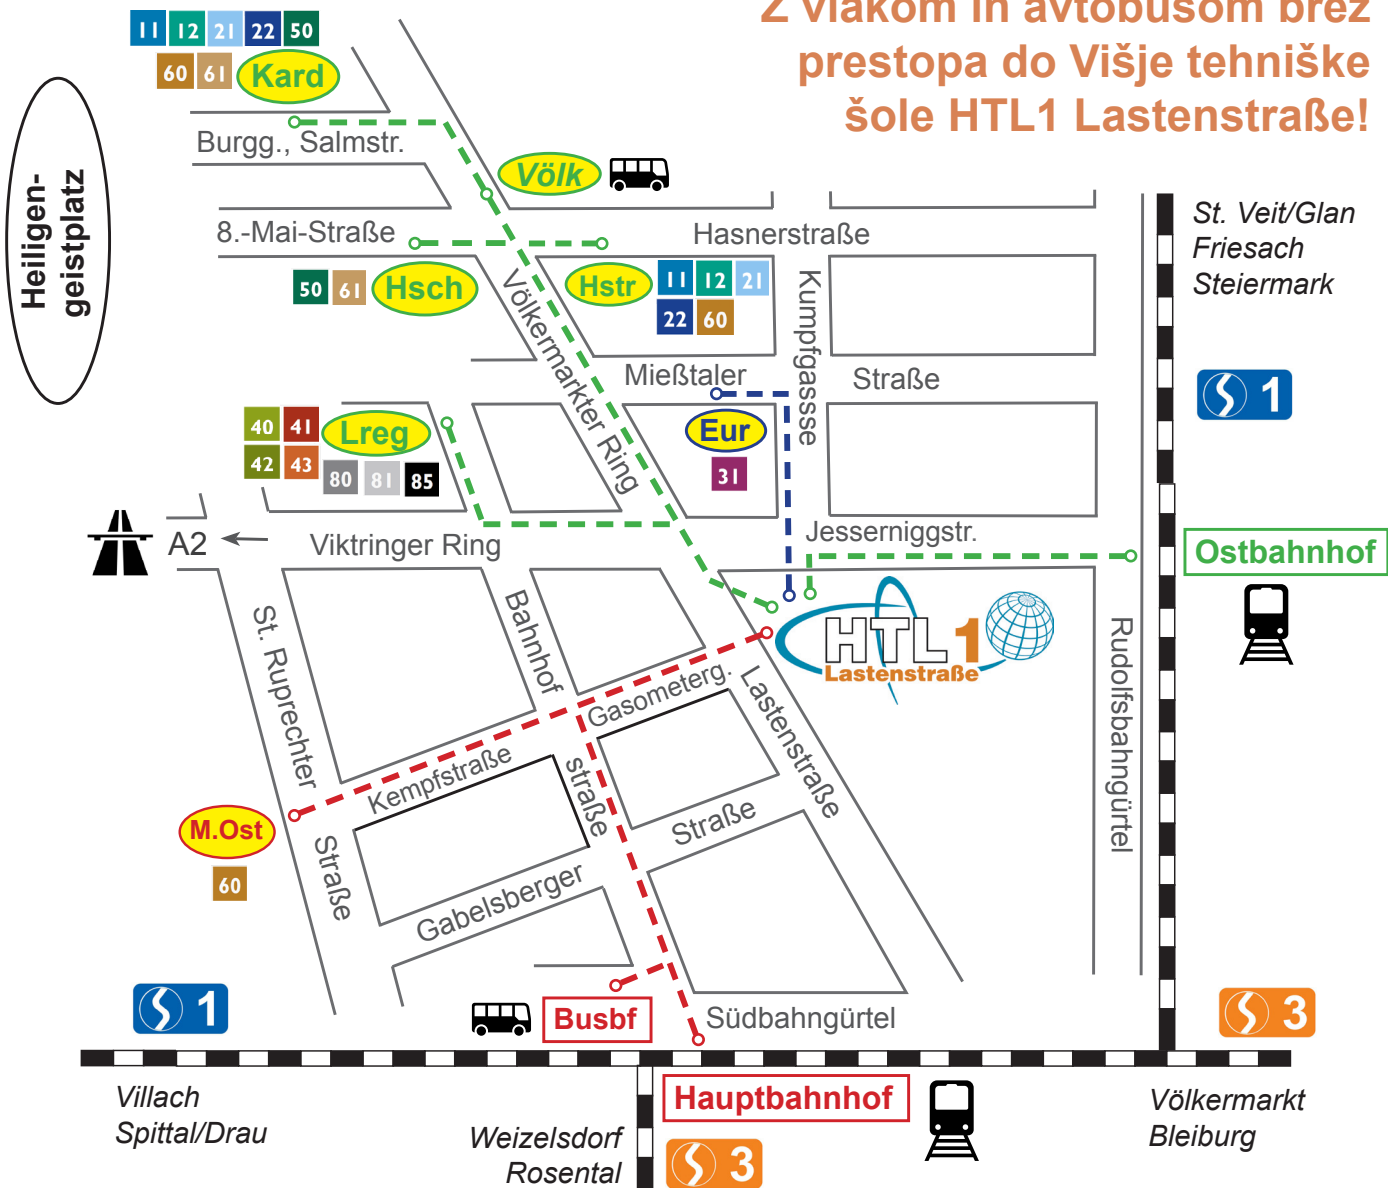 Z vlakom in avtobusom brez
prestopa do Višje tehniške
šole HTL1 Lastenstraße!
11 12 21 22 50
60 61 Kard
Heiligen-
geistplatz
Burgg., Salmstr.
Völk
8.-Mai-Straße
Hasnerstraße
St. Veit/Glan
Friesach
Steiermark
50 61 Hsch
Hstr 11 12 21
22 60
Völkermarkter Ring
Kumpfgassse
Mießtaler Straße
S 1
40 41 Lreg
42 43 80 81 85
Eur
31
A2
Viktringer Ring
Jesserniggstr.
Ostbahnhof
St. Ruprechter
Straße
Bahnhof
straße
HTL 1
Lastenstraße
Gasometerg.
Lastenstraße
Rudolfsbahngürtel
Kempfstraße
M.Ost
60
Gabelsberger
Straße
S 1
Busbf
Südbahngürtel
S 3
Villach
Spittal/Drau
Hauptbahnhof
Völkermarkt
Bleiburg
Weizelsdorf
Rosental
S 3